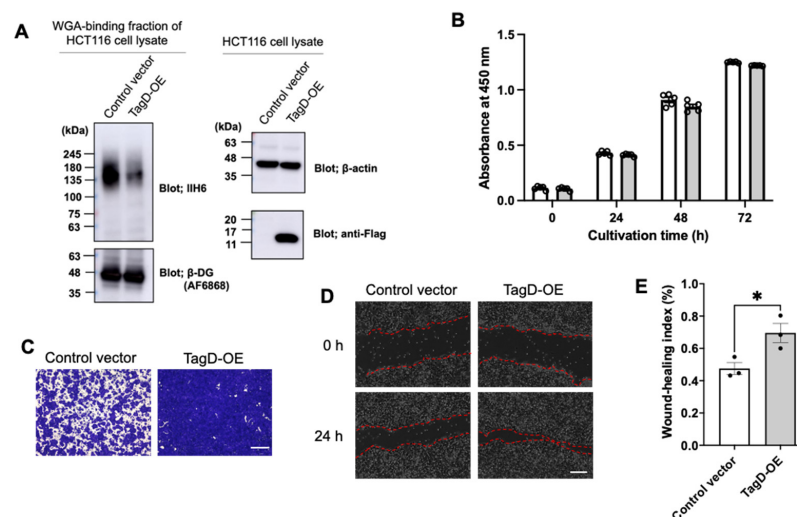 A
WGA-binding fraction of
HCT116 cell lysate
Control vector
TagD-OE
(kDa)
245
180
135
100
75
63
Blot; IIH6
63
48
35
Blot; β-DG
(AF6868)
HCT116 cell lysate
Control vector
TagD-OE
(kDa)
63
48
35
Blot; β-actin
20
17
11
Blot; anti-Flag
B
Absorbance at 450 nm
1.5
1.0
0.5
0.0
0
24
48
72
Cultivation time (h)
C
Control vector
TagD-OE
D
Control vector
TagD-OE
0 h
24 h
E
Wound-healing index (%)
1.0
0.8
0.6
0.4
0.2
0.0
*
Control vector
TagD-OE